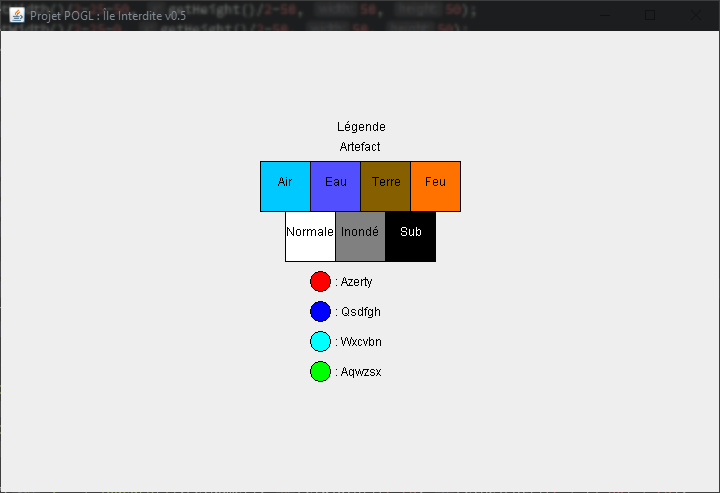 Projet POGL : Île Interdite v0.5
Légende
Artefact
Air Eau Terre Feu
Normale Inondé Sub
: Azerty
: Qsdfgh
: Wxcvbn
: Aqwzsx